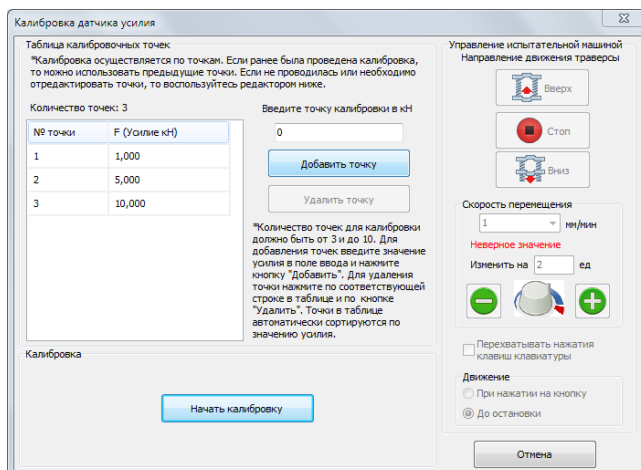 Калибровка датчика усилия
Таблица калибровочных точек
*Калибровка осуществляется по точкам. Если ранее была проведена калибровка,
то можно использовать предыдущие точки. Если не проводилась или необходимо
отредактировать точки, то воспользуйтесь редактором ниже.
Количество точек: 3
№ точки F (Усилие кН)
1 1,000
2 5,000
3 10,000
Введите точку калибровки в кН
0
Добавить точку
Удалить точку
*Количество точек для калибровки
должно быть от 3 и до 10. Для
добавления точек введите значение
усилия в поле ввода и нажмите
кнопку "Добавить". Для удаления
точки нажмите по соответствующей
строке в таблице и по кнопке
"Удалить". Точки в таблице
автоматически сортируются по
значению усилия.
Калибровка
Начать калибровку
Управление испытательной машиной
Направление движения траверсы
Вверх
Стоп
Вниз
Скорость перемещения
1 мм/мин
Неверное значение
Изменить на 2 ед
Перехватывать нажатия
клавиш клавиатуры
Движение
При нажатии на кнопку
До остановки
Отмена